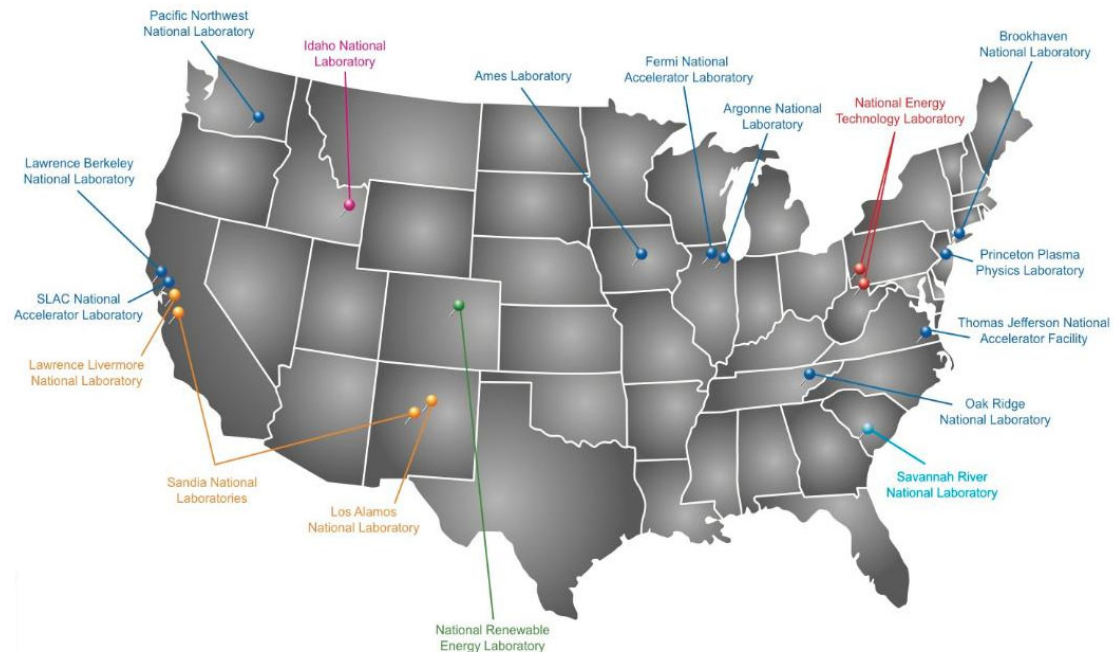 Pacific Northwest
National Laboratory
Idaho National
Laboratory
Ames Laboratory
Fermi National
Accelerator Laboratory
Argonne National
Laboratory
National Energy
Technology Laboratory
Brookhaven
National Laboratory
Lawrence Berkeley
National Laboratory
SLAC National
Accelerator Laboratory
Lawrence Livermore
National Laboratory
Sandia National
Laboratories
Los Alamos
National Laboratory
National Renewable
Energy Laboratory
Princeton Plasma
Physics Laboratory
Thomas Jefferson National
Accelerator Facility
Oak Ridge
National Laboratory
Savannah River
National Laboratory